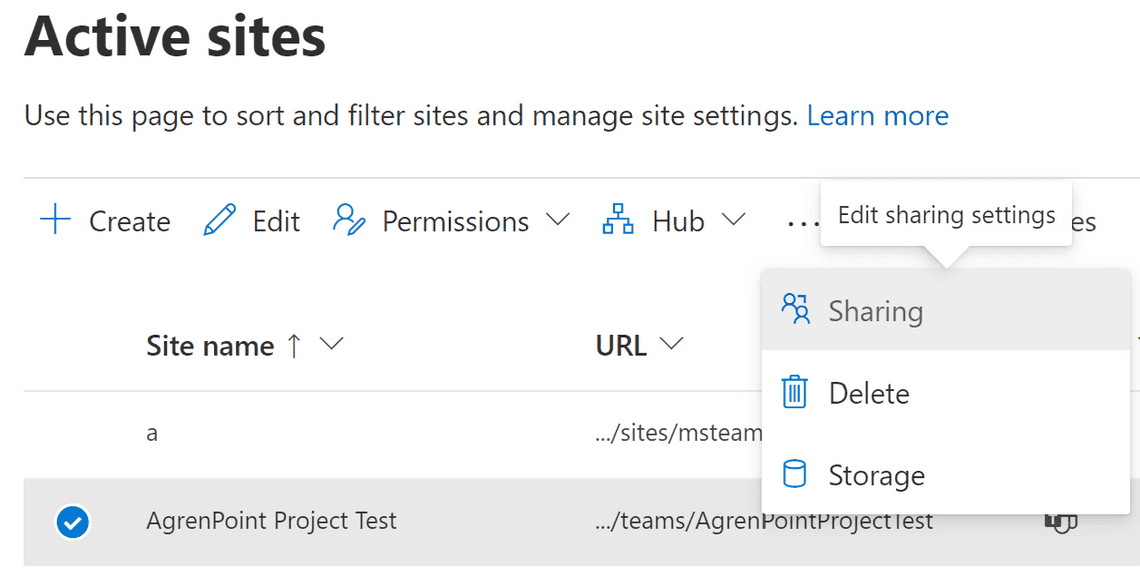 Active sites
Use this page to sort and filter sites and manage site settings. Learn more
Create Edit Permissions Hub ... es
Edit sharing settings
Sharing
Delete
Storage
Site name ↑ URL
a .../sites/msteam
AgrenPoint Project Test .../teams/AgrenPointProjectTest